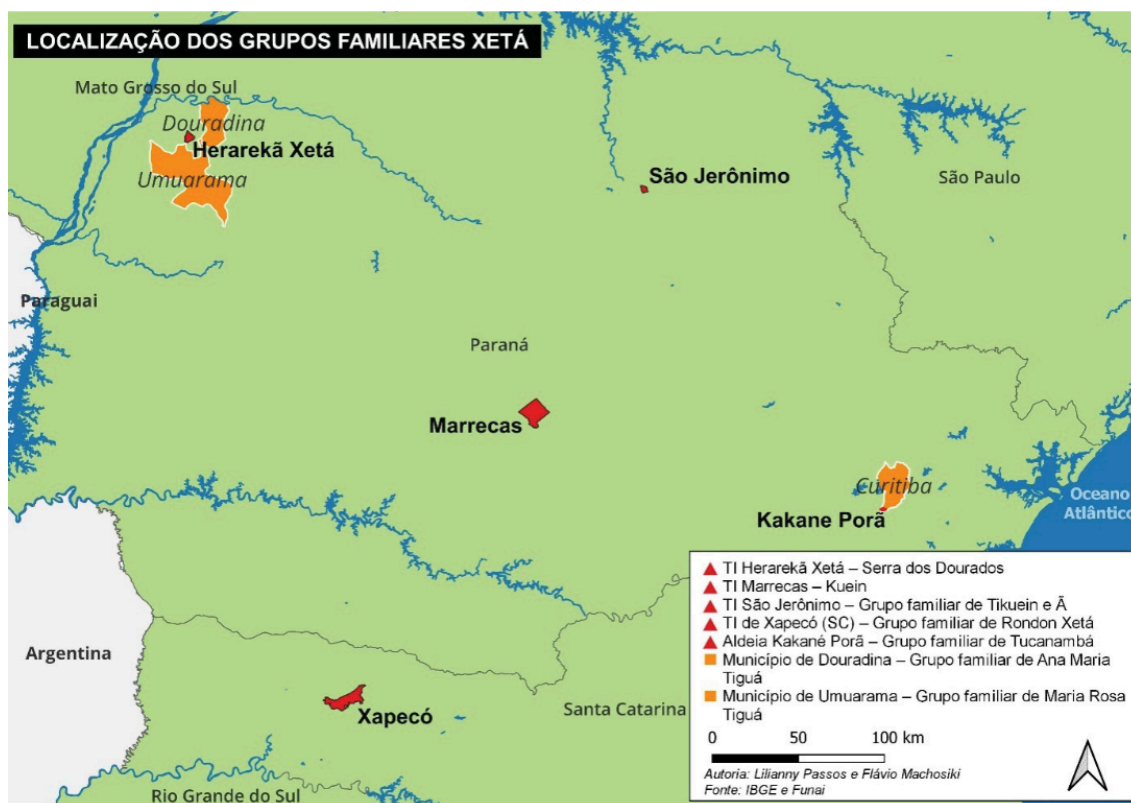 LOCALIZAÇÃO DOS GRUPOS FAMILIARES XETÁ
Mato Grosso do Sul
Douradina
Herarekã Xetá
Umuarama
São Jerônimo
São Paulo
Paraguai
Paraná
Marrecas
Curitiba
Kakane Porã
Oceano
Atlântico
Argentina
Xapecó
Santa Catarina
Rio Grande do Sul
TI Herarekã Xetá – Serra dos Dourados
TI Marrecas – Kuein
TI São Jerônimo – Grupo familiar de Tikuein e Ã
TI de Xapecó (SC) – Grupo familiar de Rondon Xetá
Aldeia Kakané Porã – Grupo familiar de Tucanambá
Município de Douradina – Grupo familiar de Ana Maria
Tiguá
Município de Umuarama – Grupo familiar de Maria Rosa
Tiguá
0 50 100 km
Autoria: Lilianny Passos e Flávio Machosiki
Fonte: IBGE e Funai